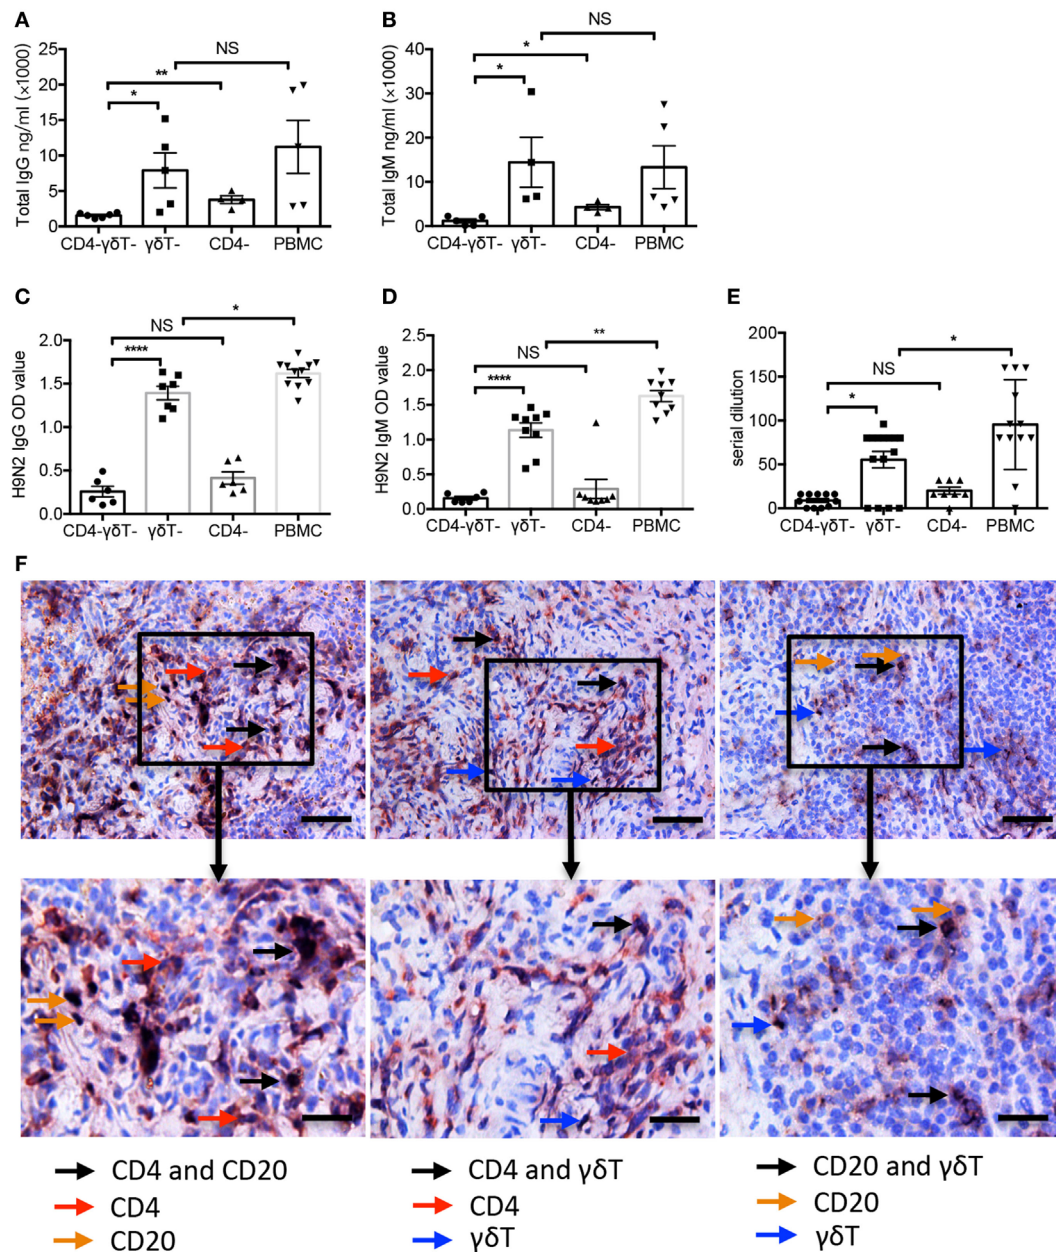 A
Total IgG ng/ml (×1000)
25
20
15
10
5
0
NS
**
*
CD4-γδT-
γδT-
CD4-
PBMC
B
Total IgM ng/ml (×1000)
40
30
20
10
0
NS
*
*
CD4-γδT-
γδT-
CD4-
PBMC
C
H9N2 IgG OD value
2.0
1.5
1.0
0.5
0.0
*
NS
****
CD4-γδT-
γδT-
CD4-
PBMC
D
H9N2 IgM OD value
2.5
2.0
1.5
1.0
0.5
0.0
**
NS
****
CD4-γδT-
γδT-
CD4-
PBMC
E
serial dilution
200
150
100
50
0
*
NS
*
CD4-γδT-
γδT-
CD4-
PBMC
F
CD4 and CD20
CD4
CD20
CD4 and γδT
CD4
γδT
CD20 and γδT
CD20
γδT